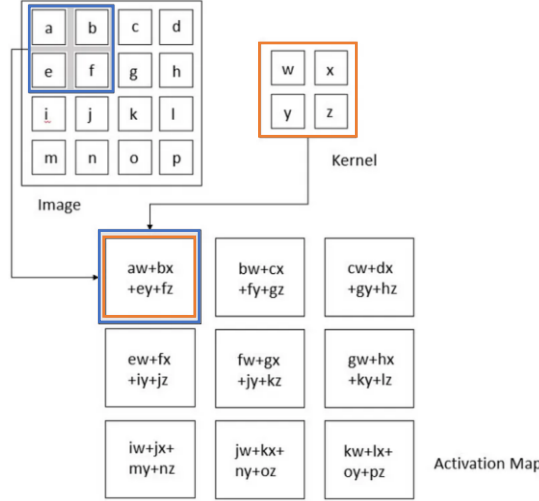 a b c d
e f g h
i j k l
m n o p
Image
w x
y z
Kernel
aw+bx
+ey+fz
bw+cx
+fy+gz
cw+dx
+gy+hz
ew+fx
+iy+jz
fw+gx
+jy+kz
gw+hx
+ky+lz
iw+jx+
my+nz
jw+kx+
ny+oz
kw+lx+
oy+pz
Activation Map